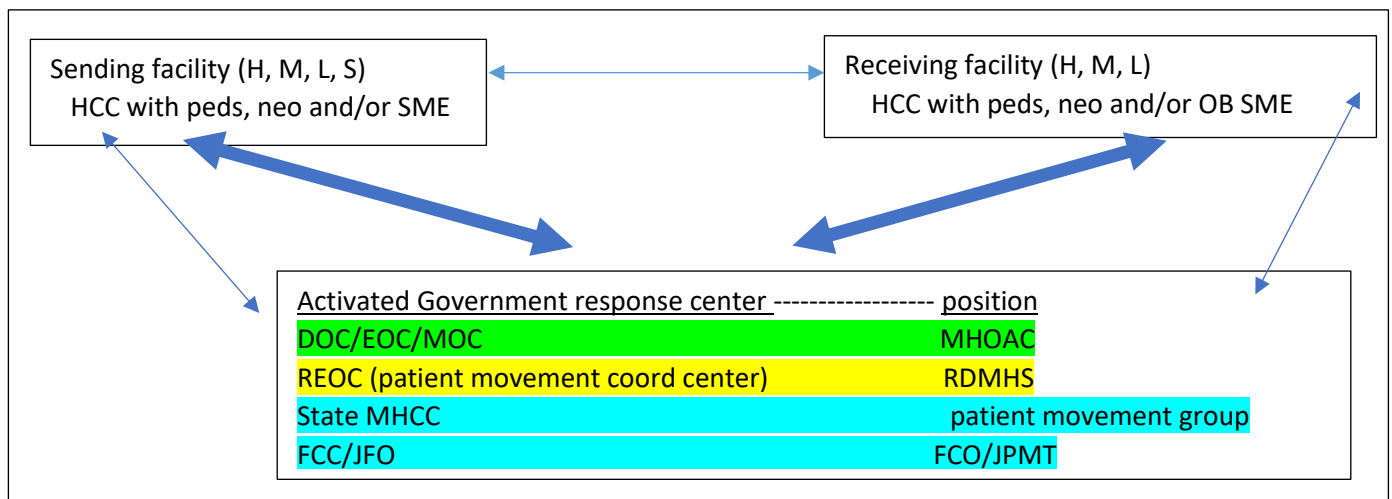 Sending facility (H, M, L, S)
HCC with peds, neo and/or SME
Receiving facility (H, M, L)
HCC with peds, neo and/or OB SME
Activated Government response center ------------------ position
DOC/EOC/MOC MHOAC
REOC (patient movement coord center) RDMHS
State MHCC patient movement group
FCC/JFO FCO/JPMT